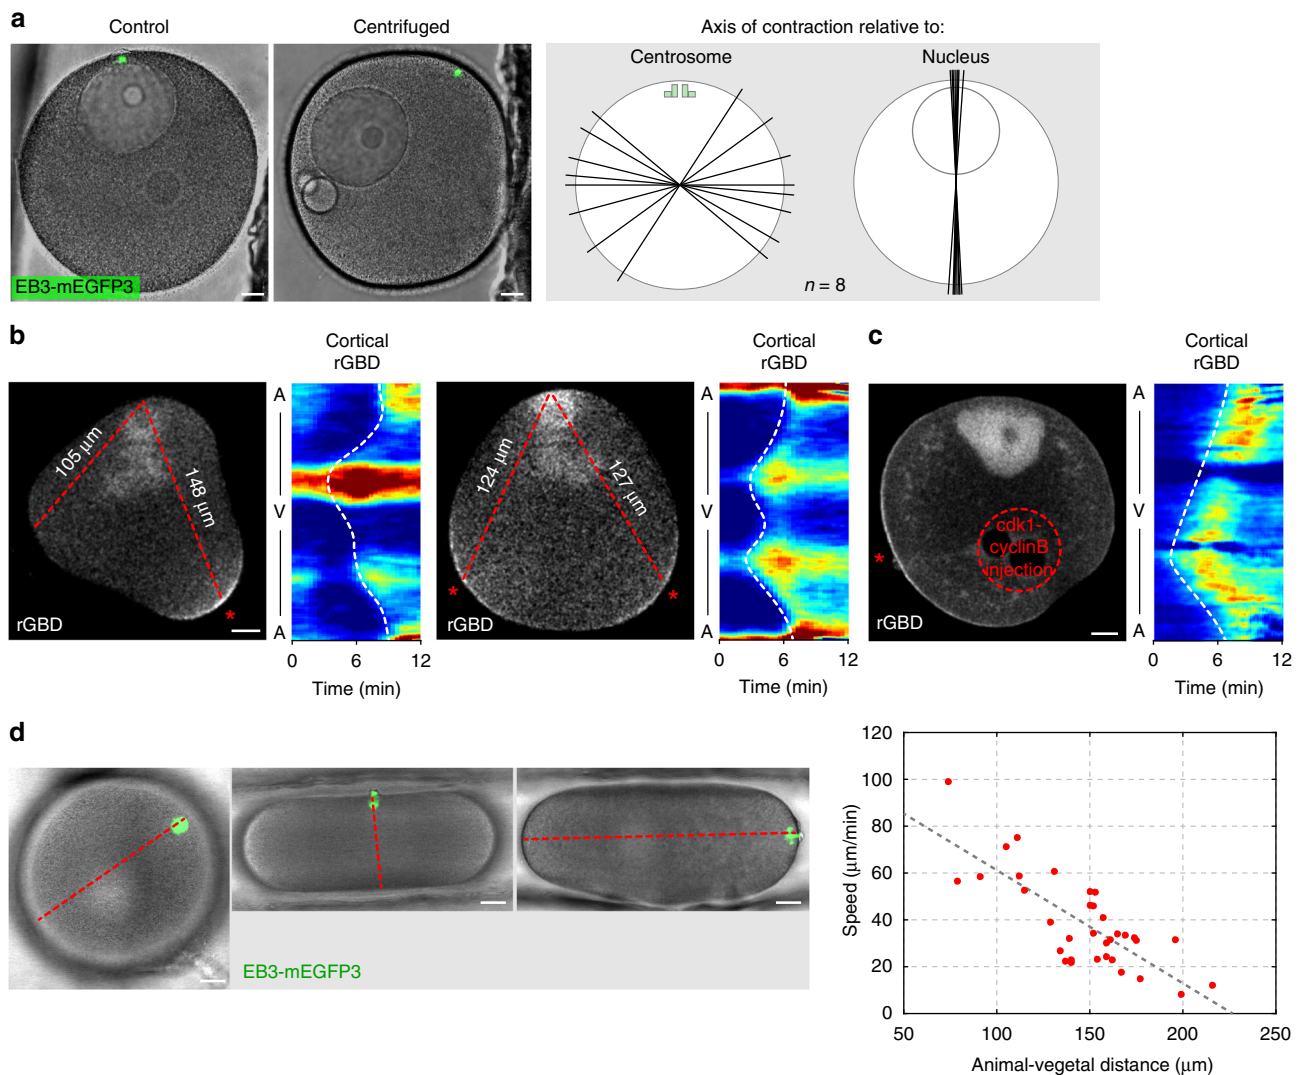 a
Control
Centrifuged
Axis of contraction relative to:
Centrosome
Nucleus
EB3-mEGFP3
n = 8
b
Cortical
rGBD
Cortical
rGBD
c
Cortical
rGBD
105 µm
148 µm
*
rGBD
A
V
A
0
6
12
Time (min)
124 µm
127 µm
*
*
rGBD
A
V
A
0
6
12
Time (min)
cdk1-
cyclinB
injection
*
rGBD
A
V
A
0
6
12
Time (min)
d
EB3-mEGFP3
Speed (µm/min)
120
100
80
60
40
20
0
50
100
150
200
250
Animal-vegetal distance (µm)